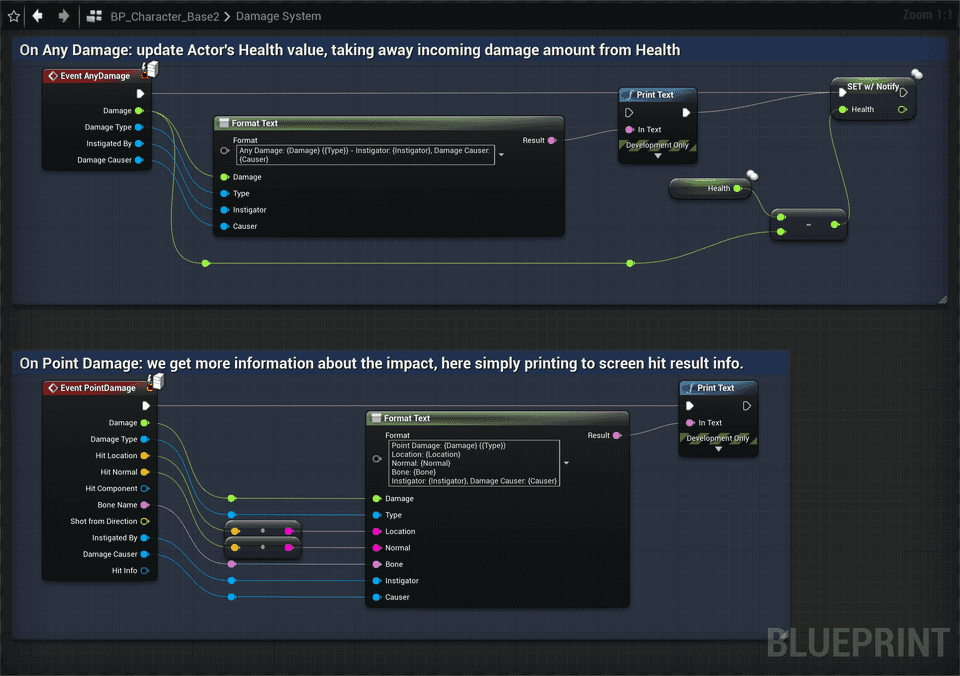 BP_Character_Base2 > Damage System
Zoom 1:1
On Any Damage: update Actor's Health value, taking away incoming damage amount from Health
Event AnyDamage
Damage
Damage Type
Instigated By
Damage Causer
Format Text
Format
Any Damage: {Damage} ({Type}) - Instigator: {Instigator}, Damage Causer:
{Causer}
Result
Damage
Type
Instigator
Causer
Print Text
In Text
Development Only
SET w/ Notify
Health
Health
-
On Point Damage: we get more information about the impact, here simply printing to screen hit result info.
Event PointDamage
Damage
Damage Type
Hit Location
Hit Normal
Hit Component
Bone Name
Shot from Direction
Instigated By
Damage Causer
Hit Info
Format Text
Format
Point Damage: {Damage} ({Type})
Location: {Location}
Normal: {Normal}
Bone: {Bone}
Instigator: {Instigator}, Damage Causer: {Causer}
Result
Damage
Type
Location
Normal
Bone
Instigator
Causer
Print Text
In Text
Development Only
BLUEPRINT